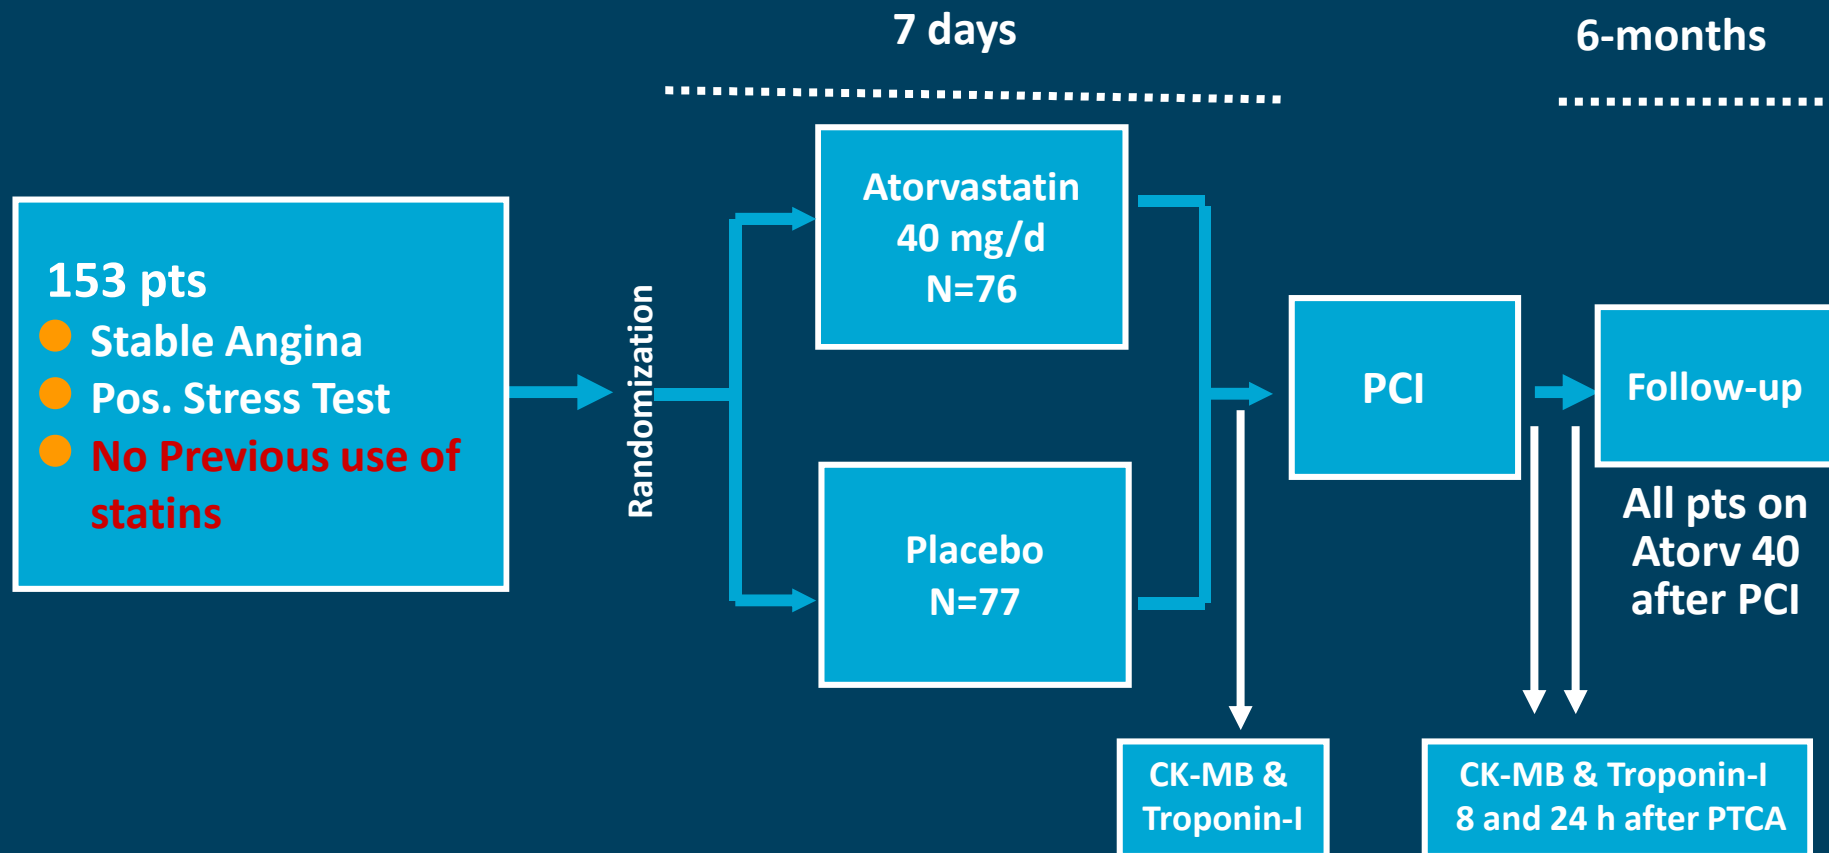 7 days
6-months
153 pts
Stable Angina
Pos. Stress Test
No Previous use of
statins
Randomization
Atorvastatin
40 mg/d
N=76
Placebo
N=77
PCI
Follow-up
All pts on
Atorv 40
after PCI
CK-MB &
Troponin-I
CK-MB & Troponin-I
8 and 24 h after PTCA